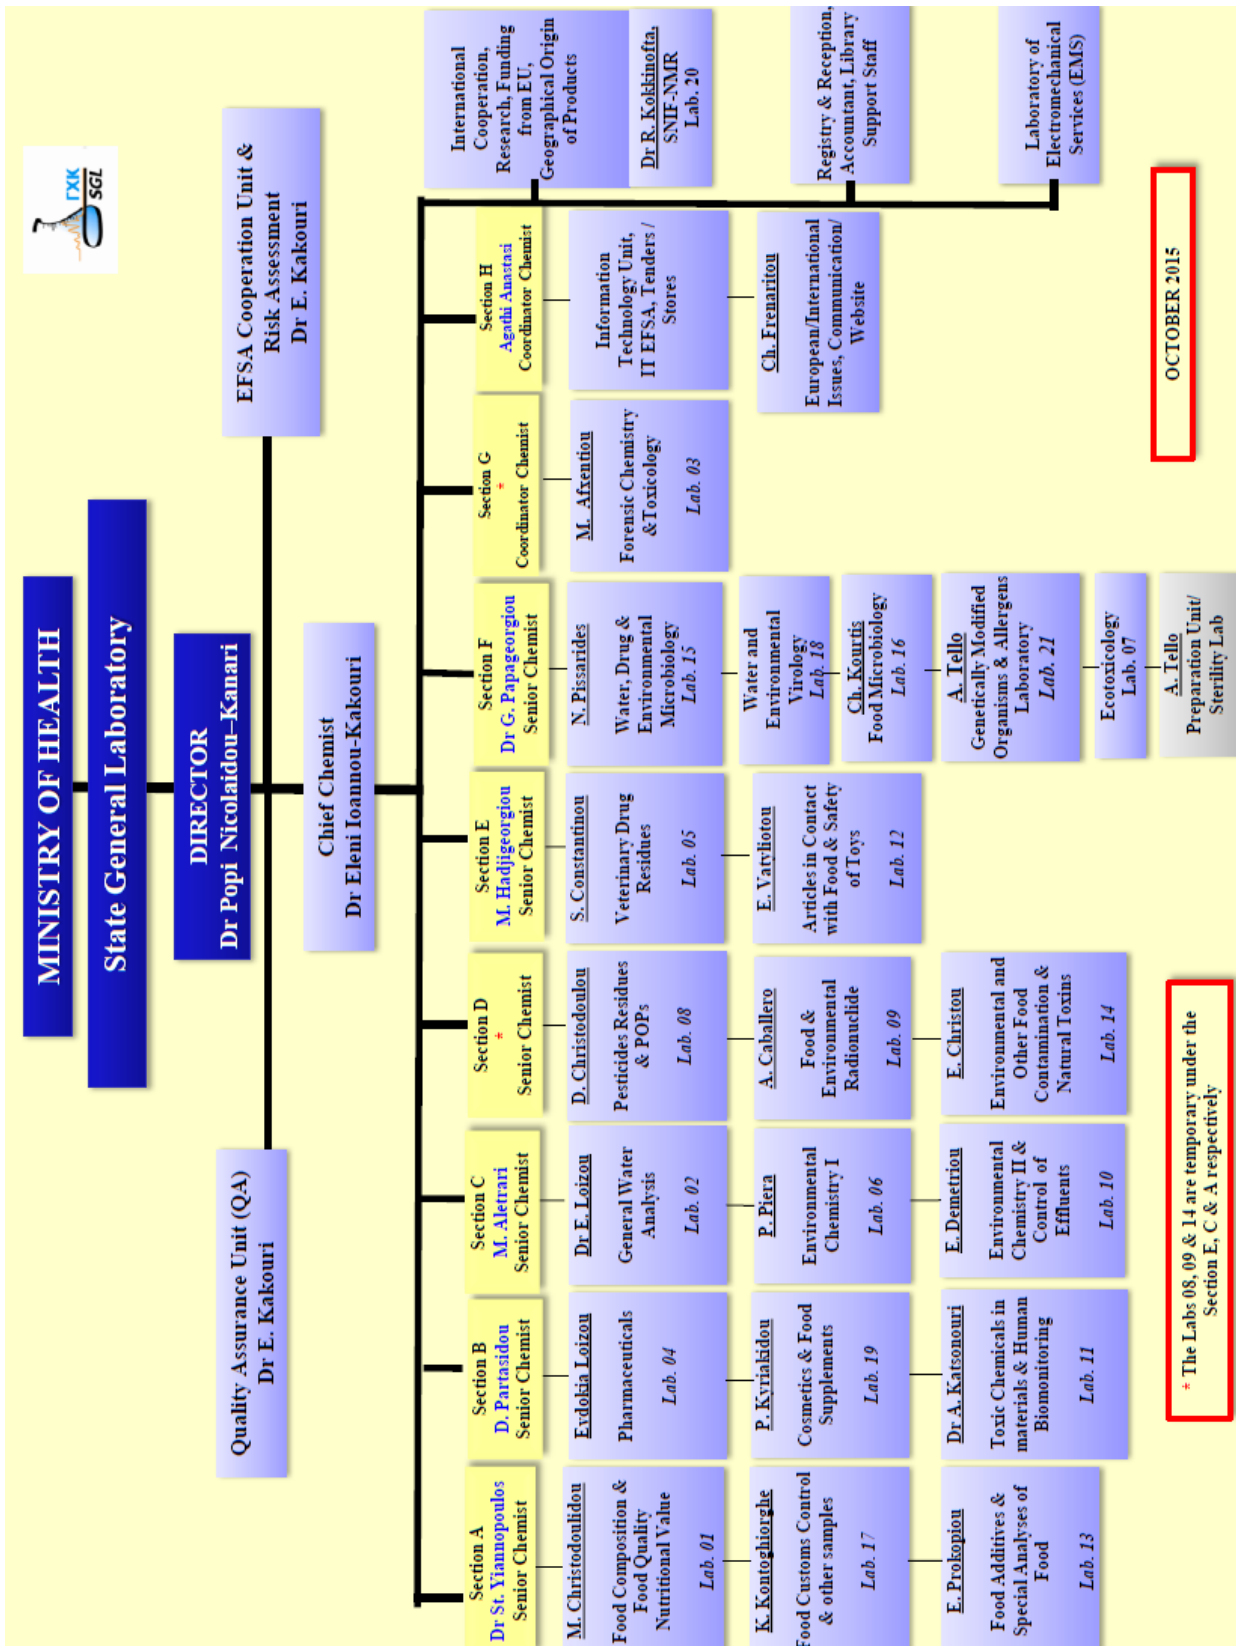 MINISTRY OF HEALTH
State General Laboratory
DIRECTOR
Dr Popi Nicolaidou–Kanari
ΓΧΚ
SGL
Quality Assurance Unit (QA)
Dr E. Kakouri
EFSA Cooperation Unit &
Risk Assessment
Dr E. Kakouri
Chief Chemist
Dr Eleni Ioannou-Kakouri
Section A
Dr St. Yiannopoulos
Senior Chemist
M. Christodoulidou
Food Composition &
Food Quality
Nutritional Value
Lab. 01
K. Kontoghiorghe
Food Customs Control
& other samples
Lab. 17
E. Prokopiou
Food Additives &
Special Analyses of
Food
Lab. 13
Section B
D. Partasidou
Senior Chemist
Evdokia Loizou
Pharmaceuticals
Lab. 04
P. Kyriakidou
Cosmetics & Food
Supplements
Lab. 19
Dr A. Katsonouri
Toxic Chemicals in
materials & Human
Biomonitoring
Lab. 11
Section C
M. Aletrari
Senior Chemist
Dr E. Loizou
General Water
Analysis
Lab. 02
P. Piera
Environmental
Chemistry I
Lab. 06
E. Demetriou
Environmental
Chemistry II &
Control of
Effluents
Lab. 10
Section D
*
Senior Chemist
D. Christodoulou
Pesticides Residues
& POPs
Lab. 08
A. Caballero
Food &
Environmental
Radionuclide
Lab. 09
E. Christou
Environmental and
Other Food
Contamination &
Natural Toxins
Lab. 14
Section E
M. Hadjigeorgiou
Senior Chemist
S. Constantinou
Veterinary Drug
Residues
Lab. 05
E. Vatyliotou
Articles in Contact
with Food & Safety
of Toys
Lab. 12
Section F
Dr G. Papageorgiou
Senior Chemist
N. Pissarides
Water, Drug &
Environmental
Microbiology
Lab. 15
Water and
Environmental
Virology
Lab. 18
Ch. Kourtis
Food Microbiology
Lab. 16
A. Tello
Genetically Modified
Organisms & Allergens
Laboratory
Lab. 21
Ecotoxicology
Lab. 07
A. Tello
Preparation Unit/
Sterility Lab
Section G
*
Coordinator Chemist
M. Afxentiou
Forensic Chemistry
&Toxicology
Lab. 03
Section H
Agathi Anastasi
Coordinator Chemist
Information
Technology Unit,
IT EFSA, Tenders /
Stores
Ch. Frenaritou
European/International
Issues, Communication/
Website
International
Cooperation,
Research, Funding
from EU,
Geographical Origin
of Products
Dr R. Kokkinofta,
SNIF-NMR
Lab. 20
Registry & Reception,
Accountant, Library
Support Staff
Laboratory of
Electromechanical
Services (EMS)
* The Labs 08, 09 & 14 are temporary under the
Section E, C & A respectively
OCTOBER 2015